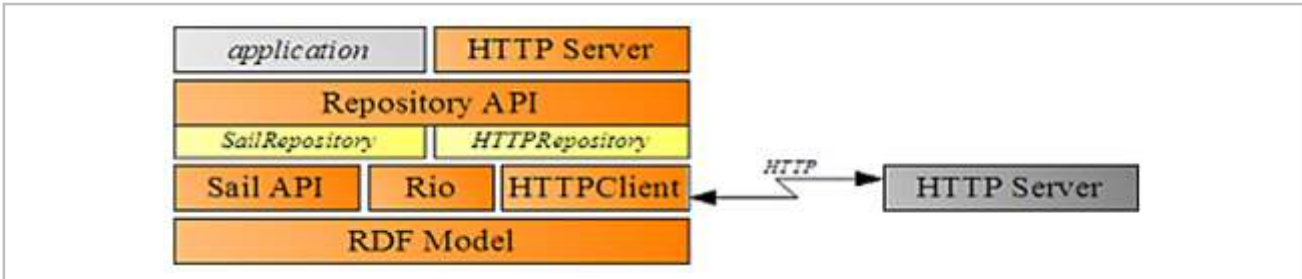 application HTTP Server
Repository API
SailRepository HTTPRepository
HTTP
Sail API Rio HTTPClient HTTP Server
RDF Model